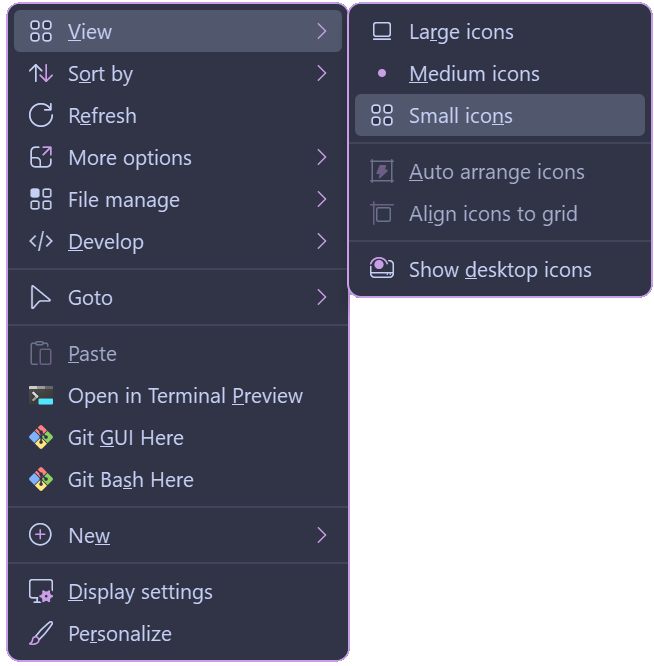 View
Sort by
Refresh
More options
File manage
Develop
Goto
Paste
Open in Terminal Preview
Git GUI Here
Git Bash Here
New
Display settings
Personalize
Large icons
Medium icons
Small icons
Auto arrange icons
Align icons to grid
Show desktop icons